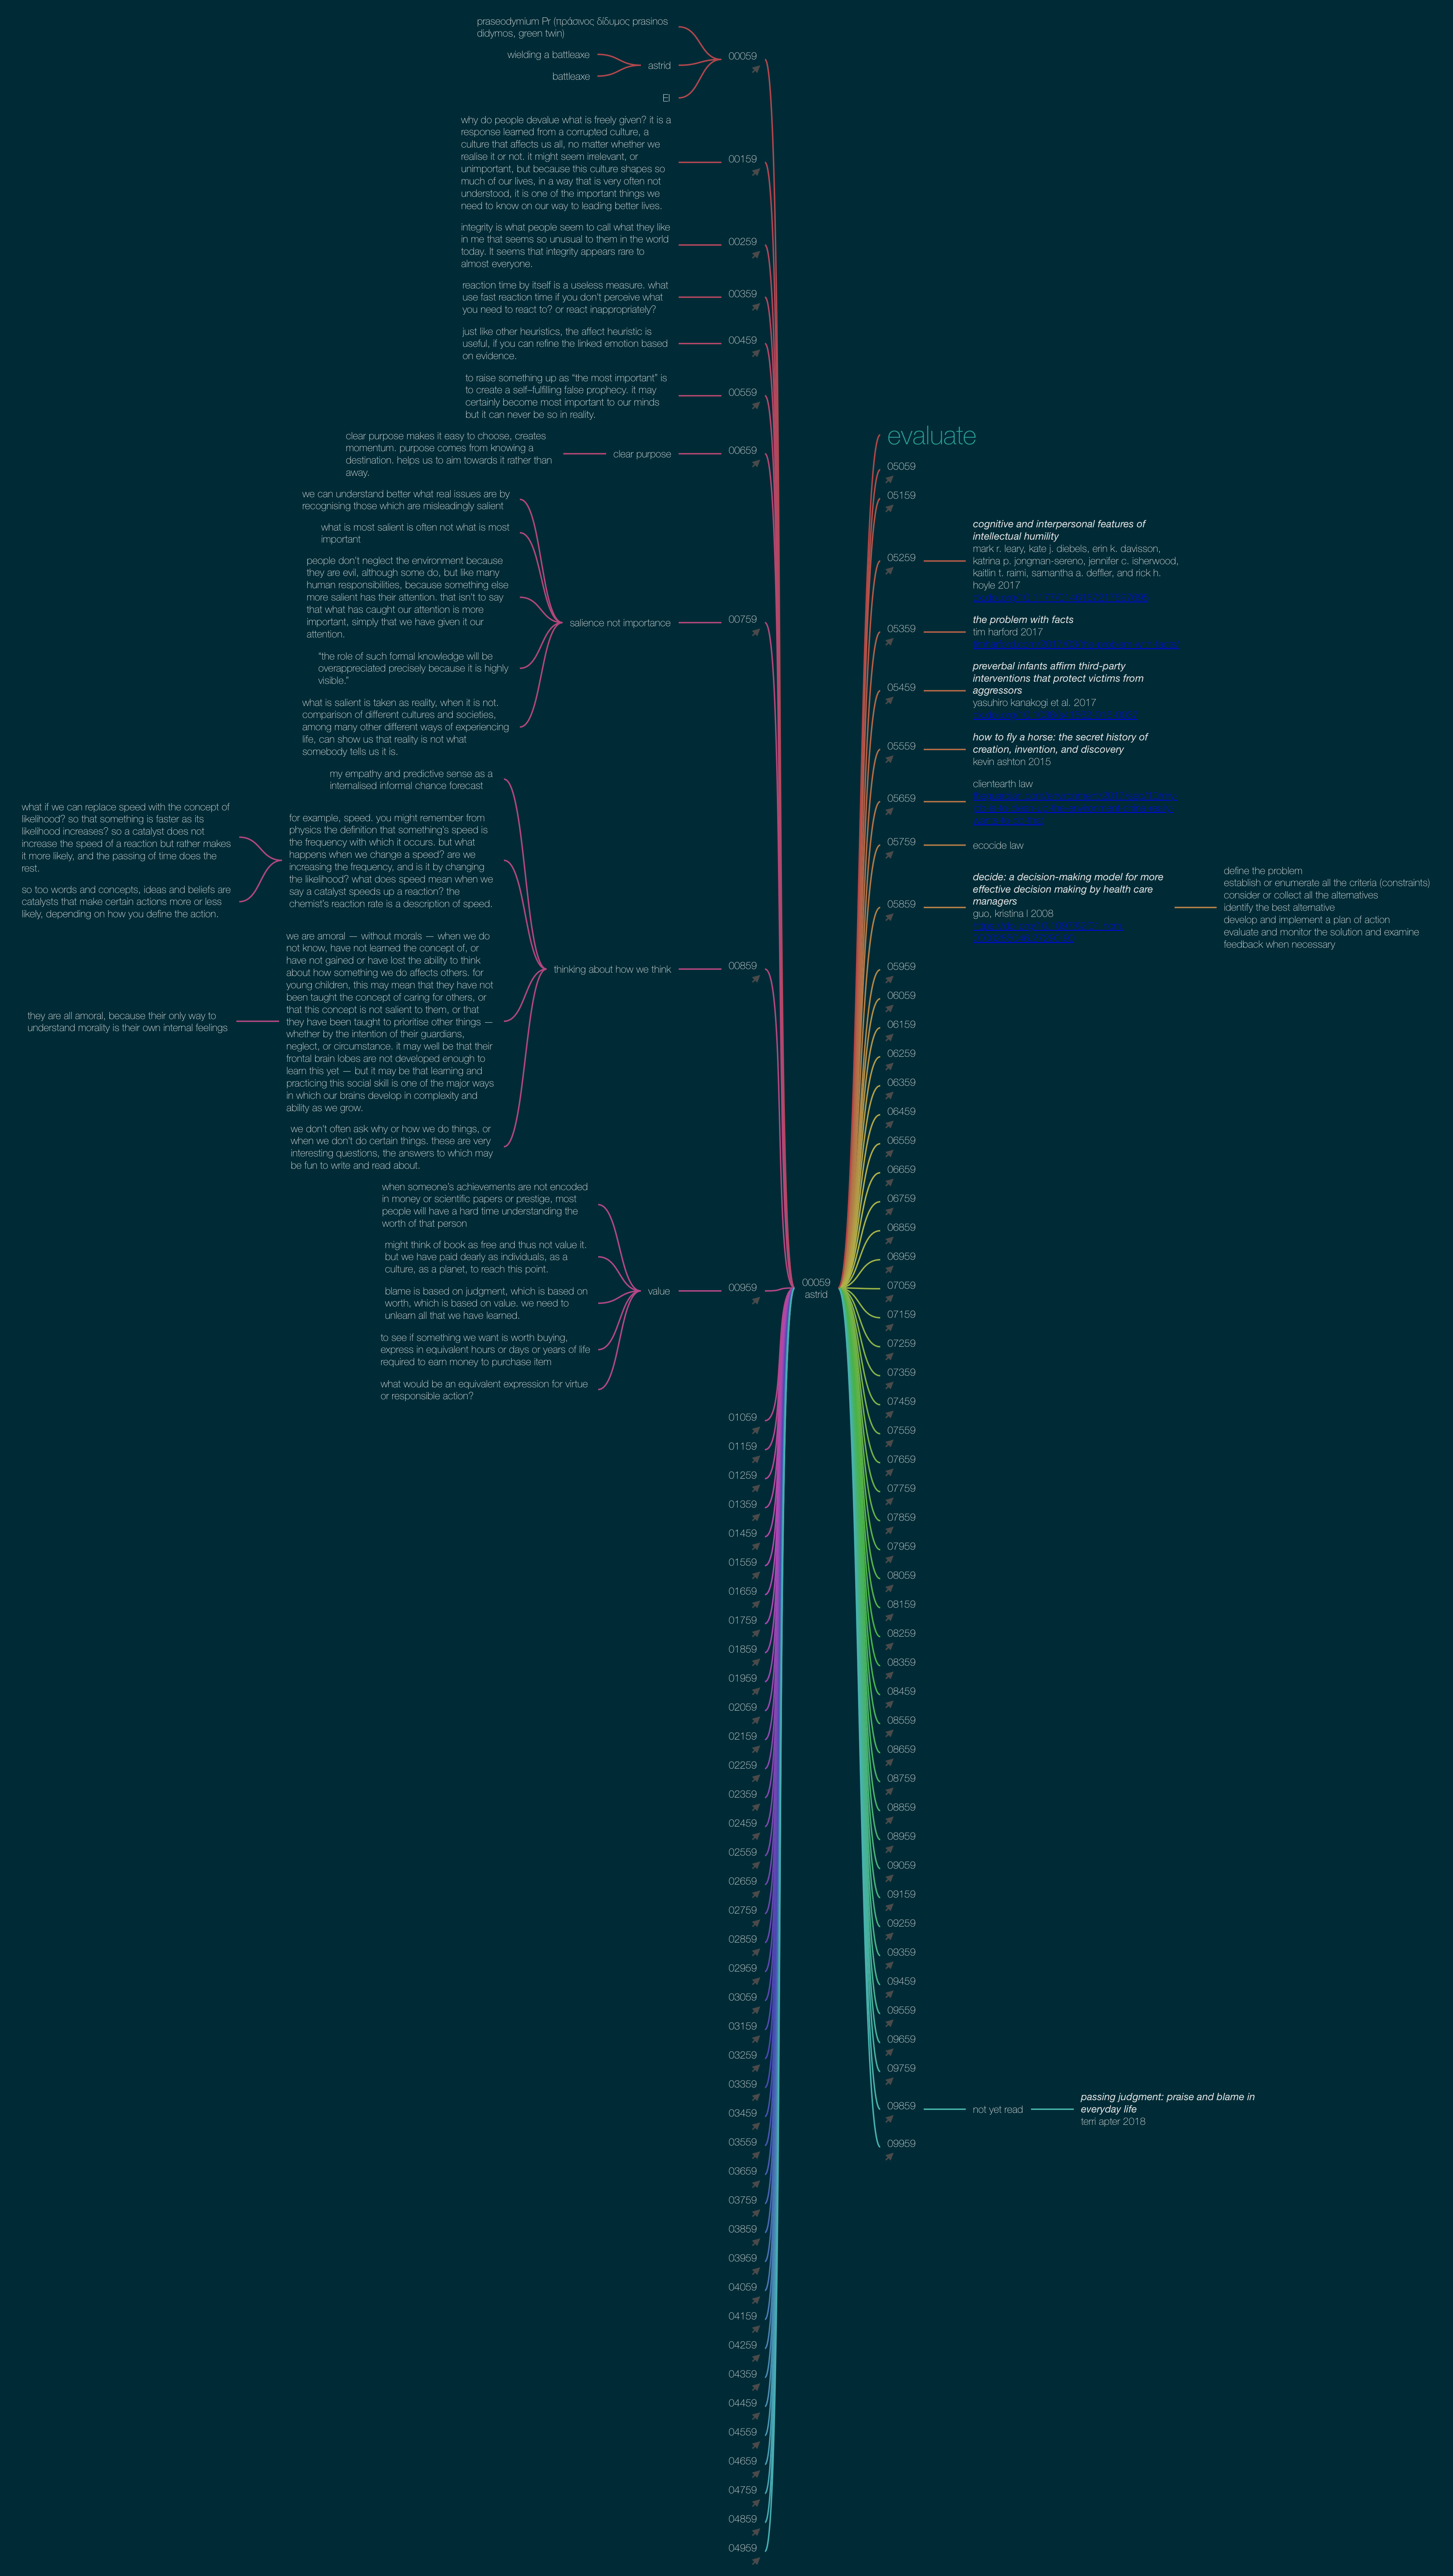 praseodymium Pr (πράσινος δίδυμος prasinos
didymos, green twin)
wielding a battleaxe
battleaxe
astrid
EI
00059
why do people devalue what is freely given? it is a
response learned from a corrupted culture, a
culture that affects us all, no matter whether we
realise it or not. it might seem irrelevant, or
unimportant, but because this culture shapes so
much of our lives, in a way that is very often not
understood, it is one of the important things we
need to know on our way to leading better lives.
00159
integrity is what people seem to call what they like
in me that seems so unusual to them in the world
today. It seems that integrity appears rare to
almost everyone.
00259
reaction time by itself is a useless measure. what
use fast reaction time if you don't perceive what
you need to react to? or react inappropriately?
00359
just like other heuristics, the affect heuristic is
useful, if you can refine the linked emotion based
on evidence.
00459
to raise something up as “the most important” is
to create a self–fulfilling false prophecy. it may
certainly become most important to our minds
but it can never be so in reality.
00559
clear purpose makes it easy to choose, creates
momentum. purpose comes from knowing a
destination. helps us to aim towards it rather than
away.
clear purpose
00659
we can understand better what real issues are by
recognising those which are misleadingly salient
what is most salient is often not what is most
important
people don't neglect the environment because
they are evil, although some do, but like many
human responsibilities, because something else
more salient has their attention. that isn't to say
that what has caught our attention is more
important, simply that we have given it our
attention.
“the role of such formal knowledge will be
overappreciated precisely because it is highly
visible.”
what is salient is taken as reality, when it is not.
comparison of different cultures and societies,
among many other different ways of experiencing
life, can show us that reality is not what
somebody tells us it is.
salience not importance
00759
my empathy and predictive sense as a
internalised informal chance forecast
what if we can replace speed with the concept of
likelihood? so that something is faster as its
likelihood increases? so a catalyst does not
increase the speed of a reaction but rather makes
it more likely, and the passing of time does the
rest.
so too words and concepts, ideas and beliefs are
catalysts that make certain actions more or less
likely, depending on how you define the action.
for example, speed. you might remember from
physics the definition that something's speed is
the frequency with which it occurs. but what
happens when we change a speed? are we
increasing the frequency, and is it by changing
the likelihood? what does speed mean when we
say a catalyst speeds up a reaction? the
chemist's reaction rate is a description of speed.
they are all amoral, because their only way to
understand morality is their own internal feelings
we are amoral — without morals — when we do
not know, have not learned the concept of, or
have not gained or have lost the ability to think
about how something we do affects others. for
young children, this may mean that they have not
been taught the concept of caring for others, or
that this concept is not salient to them, or that
they have been taught to prioritise other things —
whether by the intention of their guardians,
neglect, or circumstance. it may well be that their
frontal brain lobes are not developed enough to
learn this yet — but it may be that learning and
practicing this social skill is one of the major ways
in which our brains develop in complexity and
ability as we grow.
we don't often ask why or how we do things, or
when we don't do certain things. these are very
interesting questions, the answers to which may
be fun to write and read about.
thinking about how we think
00859
when someone's achievements are not encoded
in money or scientific papers or prestige, most
people will have a hard time understanding the
worth of that person
might think of book as free and thus not value it.
but we have paid dearly as individuals, as a
culture, as a planet, to reach this point.
blame is based on judgment, which is based on
worth, which is based on value. we need to
unlearn all that we have learned.
to see if something we want is worth buying,
express in equivalent hours or days or years of life
required to earn money to purchase item
what would be an equivalent expression for virtue
or responsible action?
value
00959
01059
01159
01259
01359
01459
01559
01659
01759
01859
01959
02059
02159
02259
02359
02459
02559
02659
02759
02859
02959
03059
03159
03259
03359
03459
03559
03659
03759
03859
03959
04059
04159
04259
04359
04459
04559
04659
04759
04859
04959
00059
astrid
evaluate
05059
05159
05259
cognitive and interpersonal features of
intellectual humility
mark r. leary, kate j. diebels, erin k. davisson,
katrina p. jongman-sereno, jennifer c. isherwood,
kaitlin t. raimi, samantha a. deffler, and rick h.
hoyle 2017
05359
the problem with facts
tim harford 2017
05459
preverbal infants affirm third-party
interventions that protect victims from
aggressors
yasuhiro kanakogi et al. 2017
05559
how to fly a horse: the secret history of
creation, invention, and discovery
kevin ashton 2015
05659
clientearth law
05759
ecocide law
05859
decide: a decision-making model for more
effective decision making by health care
managers
guo, kristina l 2008
define the problem
establish or enumerate all the criteria (constraints)
consider or collect all the alternatives
identify the best alternative
develop and implement a plan of action
evaluate and monitor the solution and examine
feedback when necessary
05959
06059
06159
06259
06359
06459
06559
06659
06759
06859
06959
07059
07159
07259
07359
07459
07559
07659
07759
07859
07959
08059
08159
08259
08359
08459
08559
08659
08759
08859
08959
09059
09159
09259
09359
09459
09559
09659
09759
09859
not yet read
passing judgment: praise and blame in
everyday life
terri apter 2018
09959